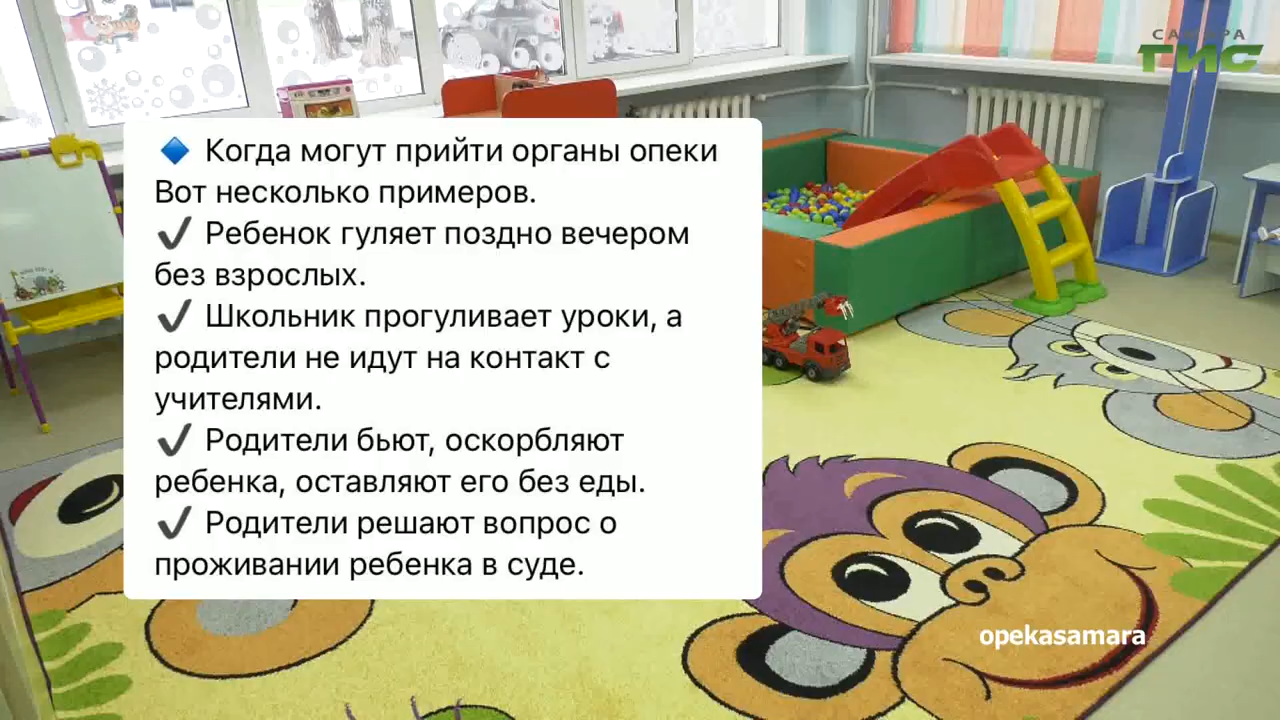 САМАРА
ТИС
🔷 Когда могут прийти органы опеки
Вот несколько примеров.
✔️ Ребенок гуляет поздно вечером
без взрослых.
✔️ Школьник прогуливает уроки, а
родители не идут на контакт с
учителями.
✔️ Родители бьют, оскорбляют
ребенка, оставляют его без еды.
✔️ Родители решают вопрос о
проживании ребенка в суде.
opekasamara